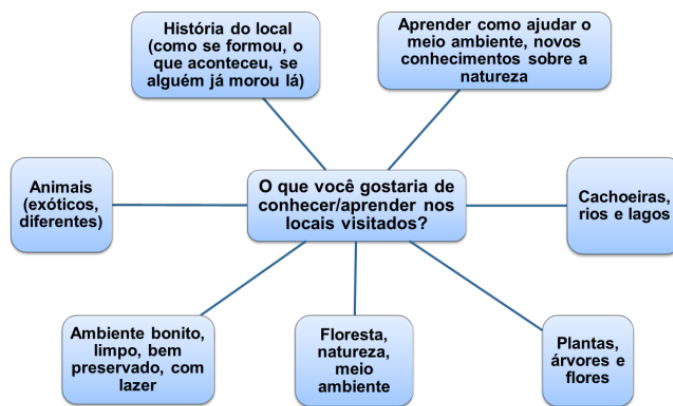 História do local
(como se formou, o
que aconteceu, se
alguém já morou lá)
Aprender como ajudar o
meio ambiente, novos
conhecimentos sobre a
natureza
Animais
(exóticos,
diferentes)
O que você gostaria de
conhecer/aprender nos
locais visitados?
Cachoeiras,
rios e lagos
Ambiente bonito,
limpo, bem
preservado, com
lazer
Floresta,
natureza,
meio
ambiente
Plantas,
árvores e
flores